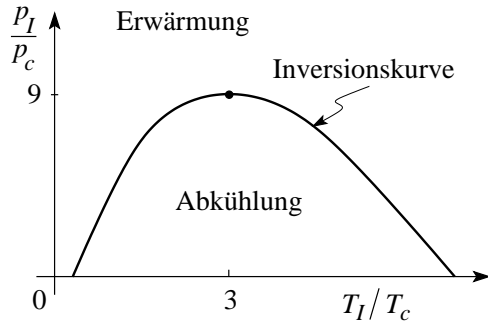 p_I
p_c
Erwärmung
Inversionskurve
9
Abkühlung
0
3
T_I / T_c